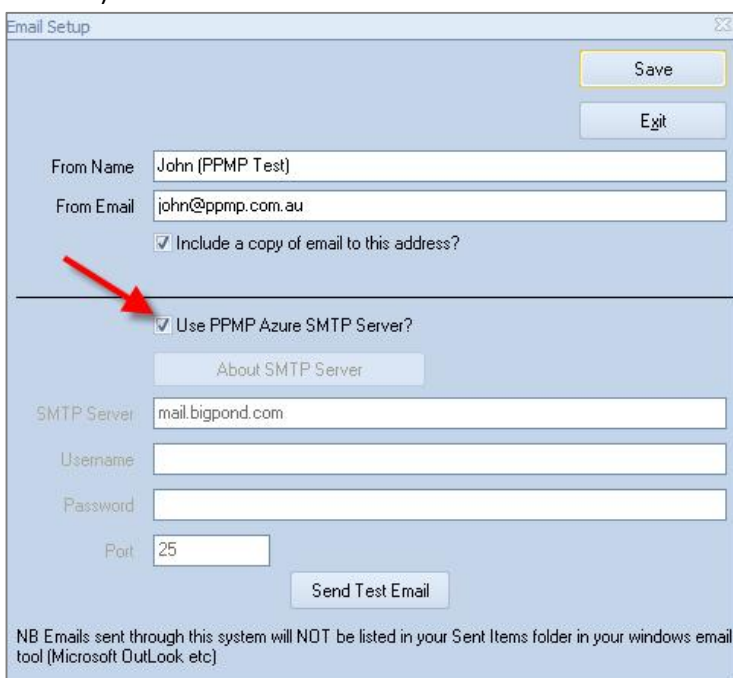 Email Setup
Save
Exit
From Name John (PPMP Test)
From Email john@ppmp.com.au
Include a copy of email to this address?
Use PPMP Azure SMTP Server?
About SMTP Server
SMTP Server mail.bigpond.com
Username
Password
Port 25
Send Test Email
NB Emails sent through this system will NOT be listed in your Sent Items folder in your windows email
tool (Microsoft OutLook etc)